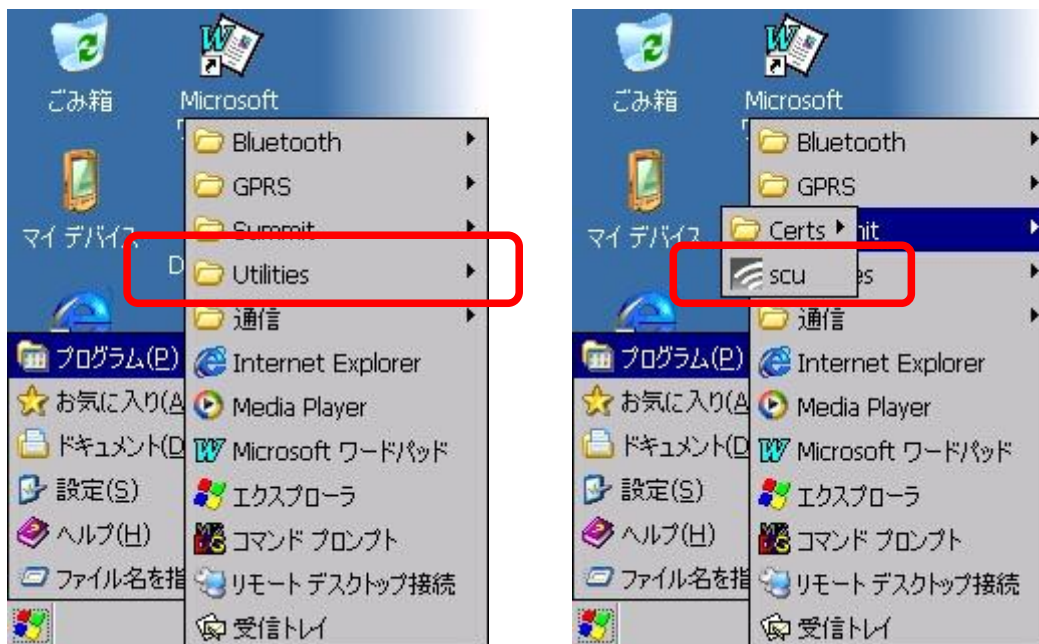 ごみ箱
Microsoft
マイ デバイス
Bluetooth
GPRS
Summit
Utilities
通信
Internet Explorer
Media Player
Microsoft ワードパッド
エクスプローラ
コマンド プロンプト
リモート デスクトップ接続
受信トレイ
プログラム(P)
お気に入り(A
ドキュメント(D
設定(S)
ヘルプ(H)
ファイル名を指
ごみ箱
Microsoft
マイ デバイス
Bluetooth
GPRS
Certs
scu
通信
Internet Explorer
Media Player
Microsoft ワードパッド
エクスプローラ
コマンド プロンプト
リモート デスクトップ接続
受信トレイ
プログラム(P)
お気に入り(A
ドキュメント(D
設定(S)
ヘルプ(H)
ファイル名を指